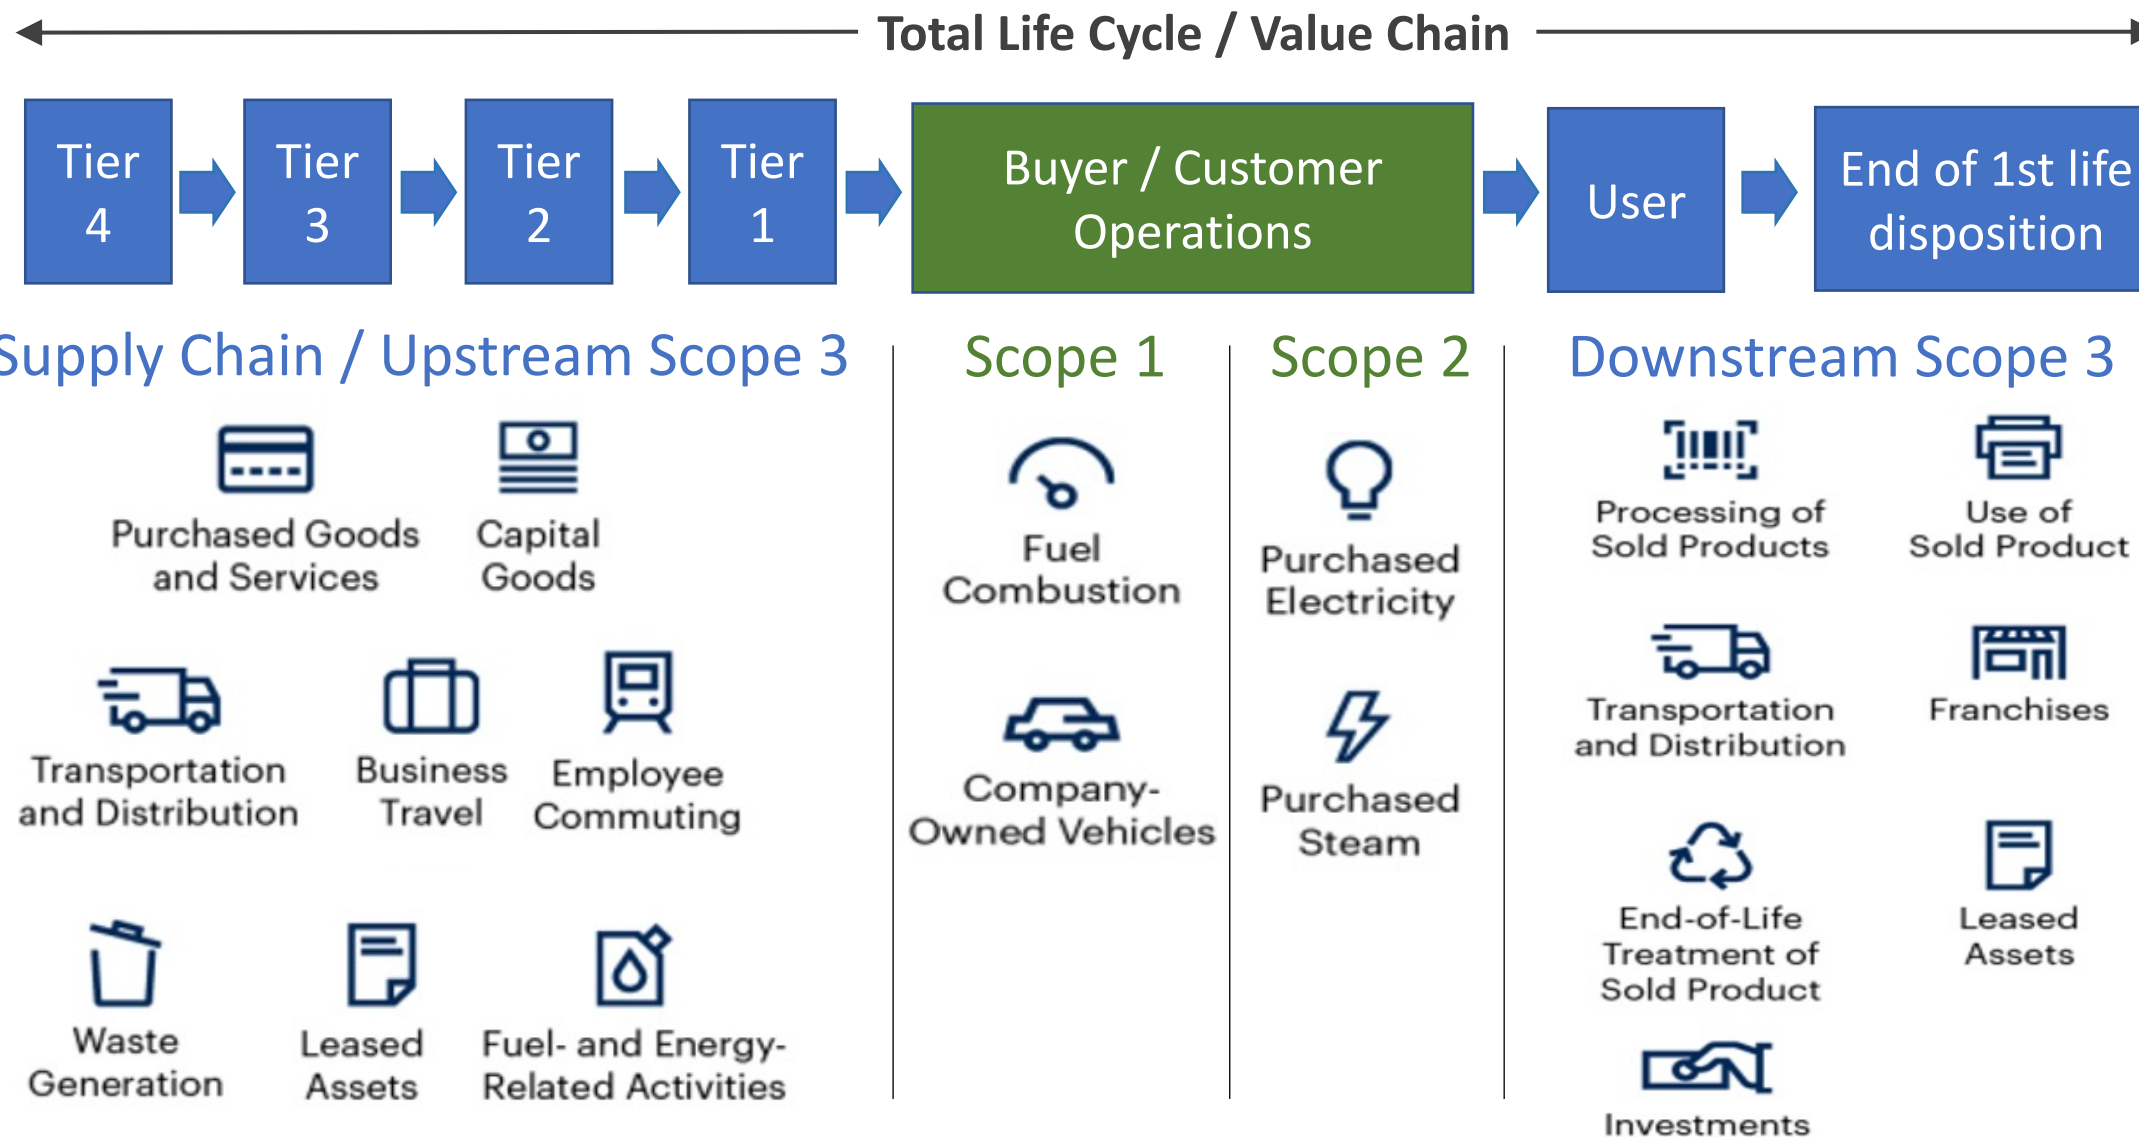 Total Life Cycle / Value Chain
Tier
4
Tier
3
Tier
2
Tier
1
Buyer / Customer
Operations
User
End of 1st life
disposition
Supply Chain / Upstream Scope 3
Purchased Goods
and Services
Capital
Goods
Transportation
and Distribution
Business
Travel
Employee
Commuting
Waste
Generation
Leased
Assets
Fuel- and Energy-
Related Activities
Scope 1
Fuel
Combustion
Company-
Owned Vehicles
Scope 2
Purchased
Electricity
Purchased
Steam
Downstream Scope 3
Processing of
Sold Products
Use of
Sold Product
Transportation
and Distribution
Franchises
End-of-Life
Treatment of
Sold Product
Leased
Assets
Investments